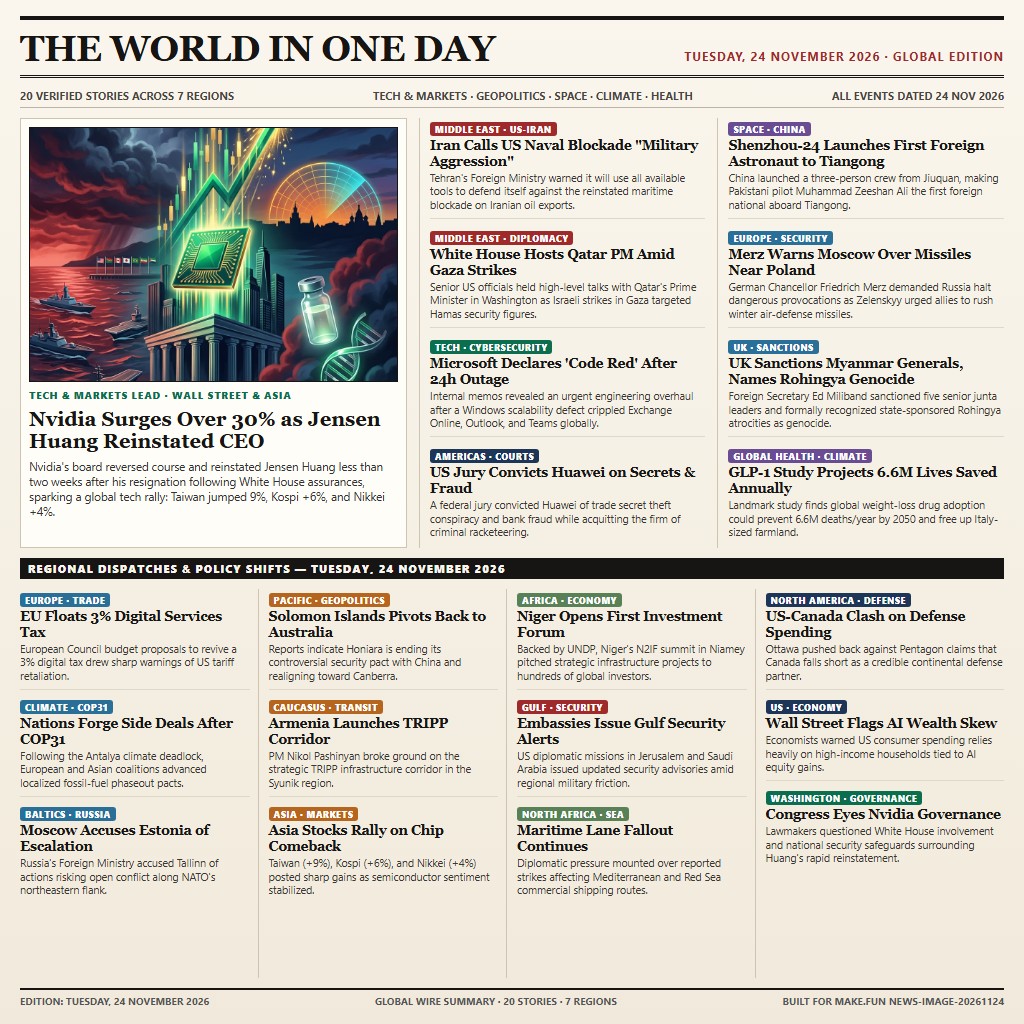 THE WORLD IN ONE DAY
TUESDAY, 24 NOVEMBER 2026 · GLOBAL EDITION
20 VERIFIED STORIES ACROSS 7 REGIONS
TECH & MARKETS · GEOPOLITICS · SPACE · CLIMATE · HEALTH
ALL EVENTS DATED 24 NOV 2026
TECH & MARKETS LEAD · WALL STREET & ASIA
Nvidia Surges Over 30% as Jensen
Huang Reinstated CEO
Nvidia's board reversed course and reinstated Jensen Huang less than
two weeks after his resignation following White House assurances,
sparking a global tech rally: Taiwan jumped 9%, Kospi +6%, and Nikkei
+4%.
MIDDLE EAST · US-IRAN
Iran Calls US Naval Blockade "Military
Aggression"
Tehran's Foreign Ministry warned it will use all available
tools to defend itself against the reinstated maritime
blockade on Iranian oil exports.
MIDDLE EAST · DIPLOMACY
White House Hosts Qatar PM Amid
Gaza Strikes
Senior US officials held high-level talks with Qatar's Prime
Minister in Washington as Israeli strikes in Gaza targeted
Hamas security figures.
TECH · CYBERSECURITY
Microsoft Declares 'Code Red' After
24h Outage
Internal memos revealed an urgent engineering overhaul
after a Windows scalability defect crippled Exchange
Online, Outlook, and Teams globally.
AMERICAS · COURTS
US Jury Convicts Huawei on Secrets &
Fraud
A federal jury convicted Huawei of trade secret theft
conspiracy and bank fraud while acquitting the firm of
criminal racketeering.
SPACE · CHINA
Shenzhou-24 Launches First Foreign
Astronaut to Tiangong
China launched a three-person crew from Jiuquan, making
Pakistani pilot Muhammad Zeeshan Ali the first foreign
national aboard Tiangong.
EUROPE · SECURITY
Merz Warns Moscow Over Missiles
Near Poland
German Chancellor Friedrich Merz demanded Russia halt
dangerous provocations as Zelenskyy urged allies to rush
winter air-defense missiles.
UK · SANCTIONS
UK Sanctions Myanmar Generals,
Names Rohingya Genocide
Foreign Secretary Ed Miliband sanctioned five senior junta
leaders and formally recognized state-sponsored Rohingya
atrocities as genocide.
GLOBAL HEALTH · CLIMATE
GLP-1 Study Projects 6.6M Lives Saved
Annually
Landmark study finds global weight-loss drug adoption
could prevent 6.6M deaths/year by 2050 and free up Italy-
sized farmland.
REGIONAL DISPATCHES & POLICY SHIFTS — TUESDAY, 24 NOVEMBER 2026
EUROPE · TRADE
EU Floats 3% Digital Services
Tax
European Council budget proposals to revive a
3% digital tax drew sharp warnings of US tariff
retaliation.
CLIMATE · COP31
Nations Forge Side Deals After
COP31
Following the Antalya climate deadlock,
European and Asian coalitions advanced
localized fossil-fuel phaseout pacts.
BALTICS · RUSSIA
Moscow Accuses Estonia of
Escalation
Russia's Foreign Ministry accused Tallinn of
actions risking open conflict along NATO's
northeastern flank.
PACIFIC · GEOPOLITICS
Solomon Islands Pivots Back to
Australia
Reports indicate Honiara is ending its
controversial security pact with China and
realigning toward Canberra.
CAUCASUS · TRANSIT
Armenia Launches TRIPP
Corridor
PM Nikol Pashinyan broke ground on the
strategic TRIPP infrastructure corridor in the
Syunik region.
ASIA · MARKETS
Asia Stocks Rally on Chip
Comeback
Taiwan (+9%), Kospi (+6%), and Nikkei (+4%)
posted sharp gains as semiconductor sentiment
stabilized.
AFRICA · ECONOMY
Niger Opens First Investment
Forum
Backed by UNDP, Niger's N2IF summit in Niamey
pitched strategic infrastructure projects to
hundreds of global investors.
GULF · SECURITY
Embassies Issue Gulf Security
Alerts
US diplomatic missions in Jerusalem and Saudi
Arabia issued updated security advisories amid
regional military friction.
NORTH AFRICA · SEA
Maritime Lane Fallout
Continues
Diplomatic pressure mounted over reported
strikes affecting Mediterranean and Red Sea
commercial shipping routes.
NORTH AMERICA · DEFENSE
US-Canada Clash on Defense
Spending
Ottawa pushed back against Pentagon claims that
Canada falls short as a credible continental defense
partner.
US · ECONOMY
Wall Street Flags AI Wealth Skew
Economists warned US consumer spending relies
heavily on high-income households tied to AI
equity gains.
WASHINGTON · GOVERNANCE
Congress Eyes Nvidia Governance
Lawmakers questioned White House involvement
and national security safeguards surrounding
Huang's rapid reinstatement.
EDITION: TUESDAY, 24 NOVEMBER 2026
GLOBAL WIRE SUMMARY · 20 STORIES · 7 REGIONS
BUILT FOR MAKE.FUN NEWS-IMAGE-20261124